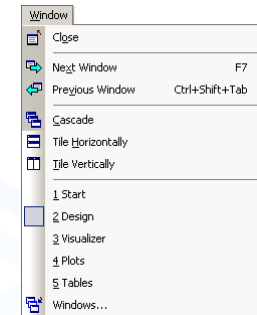 Window
Close
Next Window F7
Previous Window Ctrl+Shift+Tab
Cascade
Tile Horizontally
Tile Vertically
1 Start
2 Design
3 Visualizer
4 Plots
5 Tables
Windows...